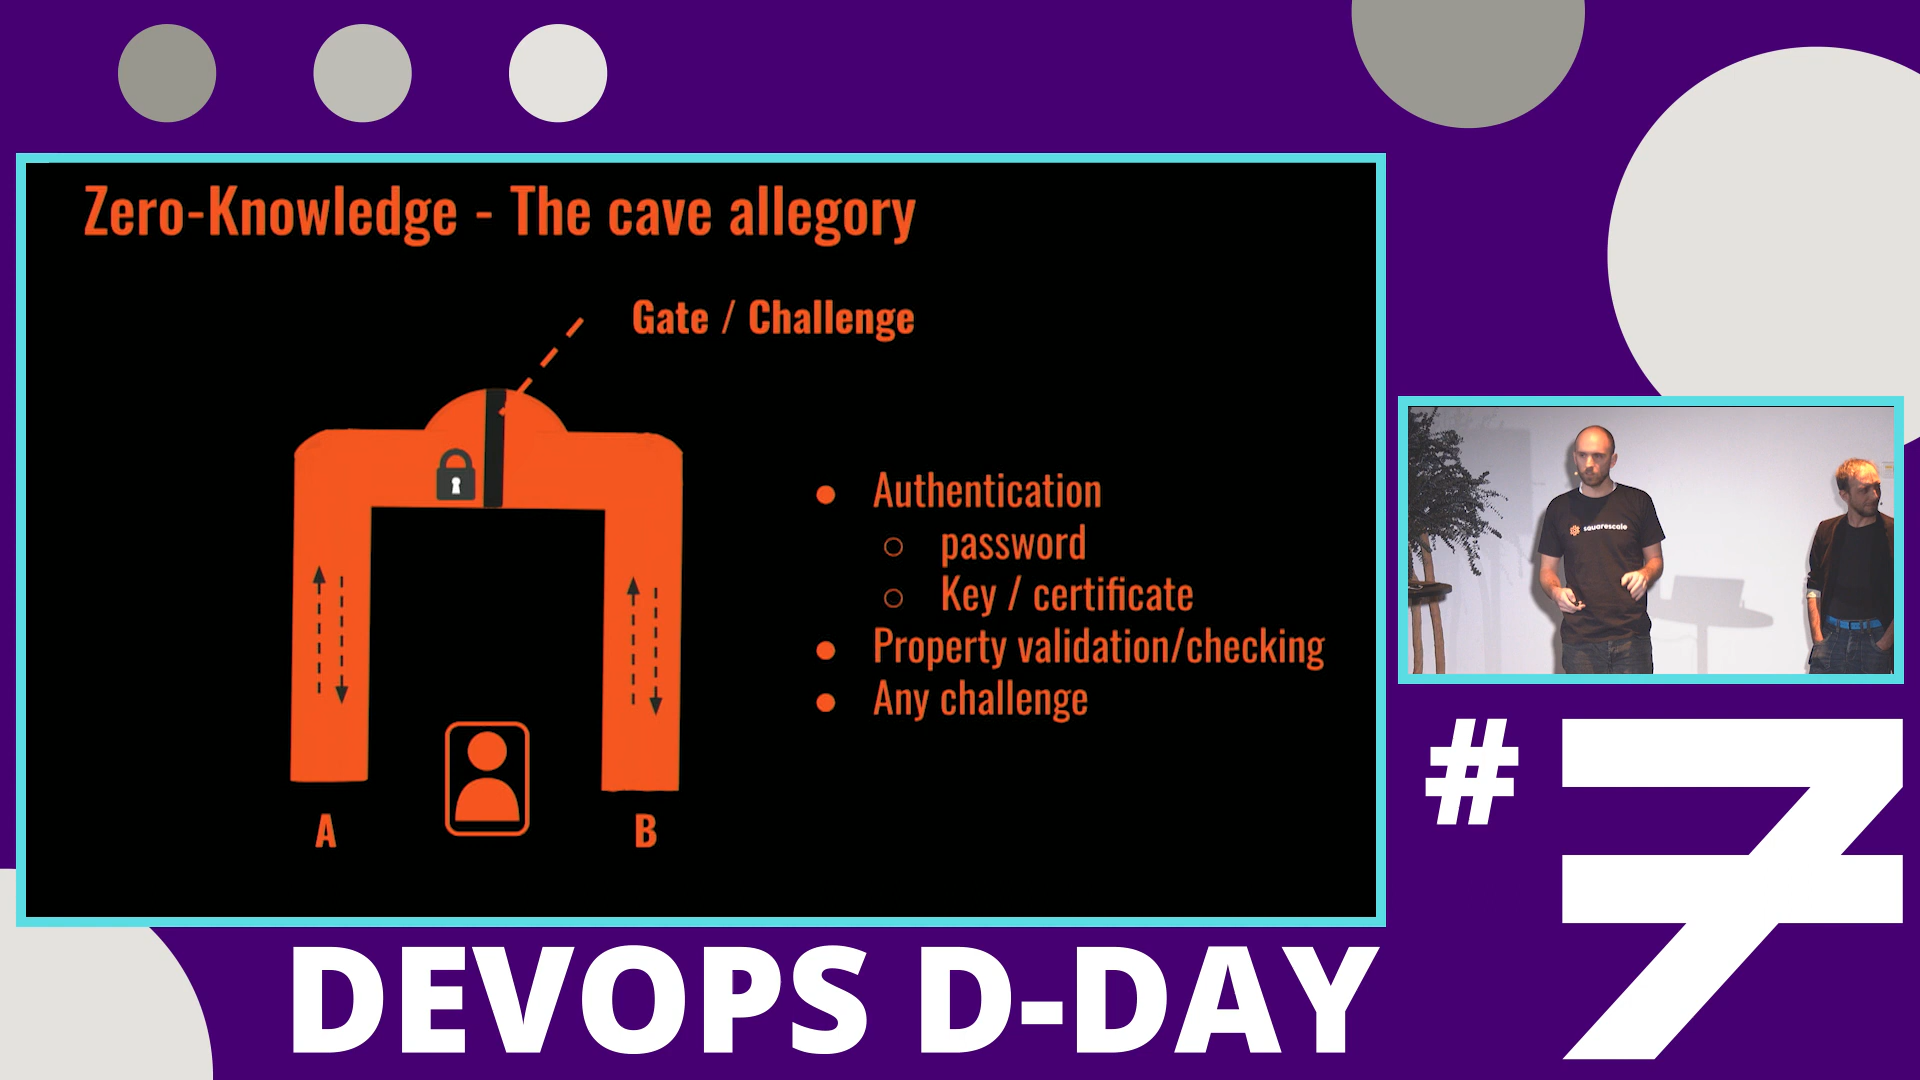 Zero-Knowledge - The cave allegory
Gate / Challenge
Authentication
password
Key / certificate
Property validation/checking
Any challenge
A
B
squarescale
#7
DEVOPS D-DAY